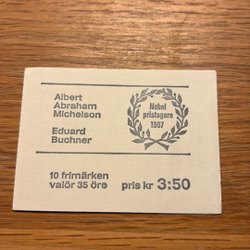 Albert
Abraham
Michelson
Eduard
Buchner
Nobel
pristagare
1907
10 frimärken
valör 35 öre
pris kr 3:50